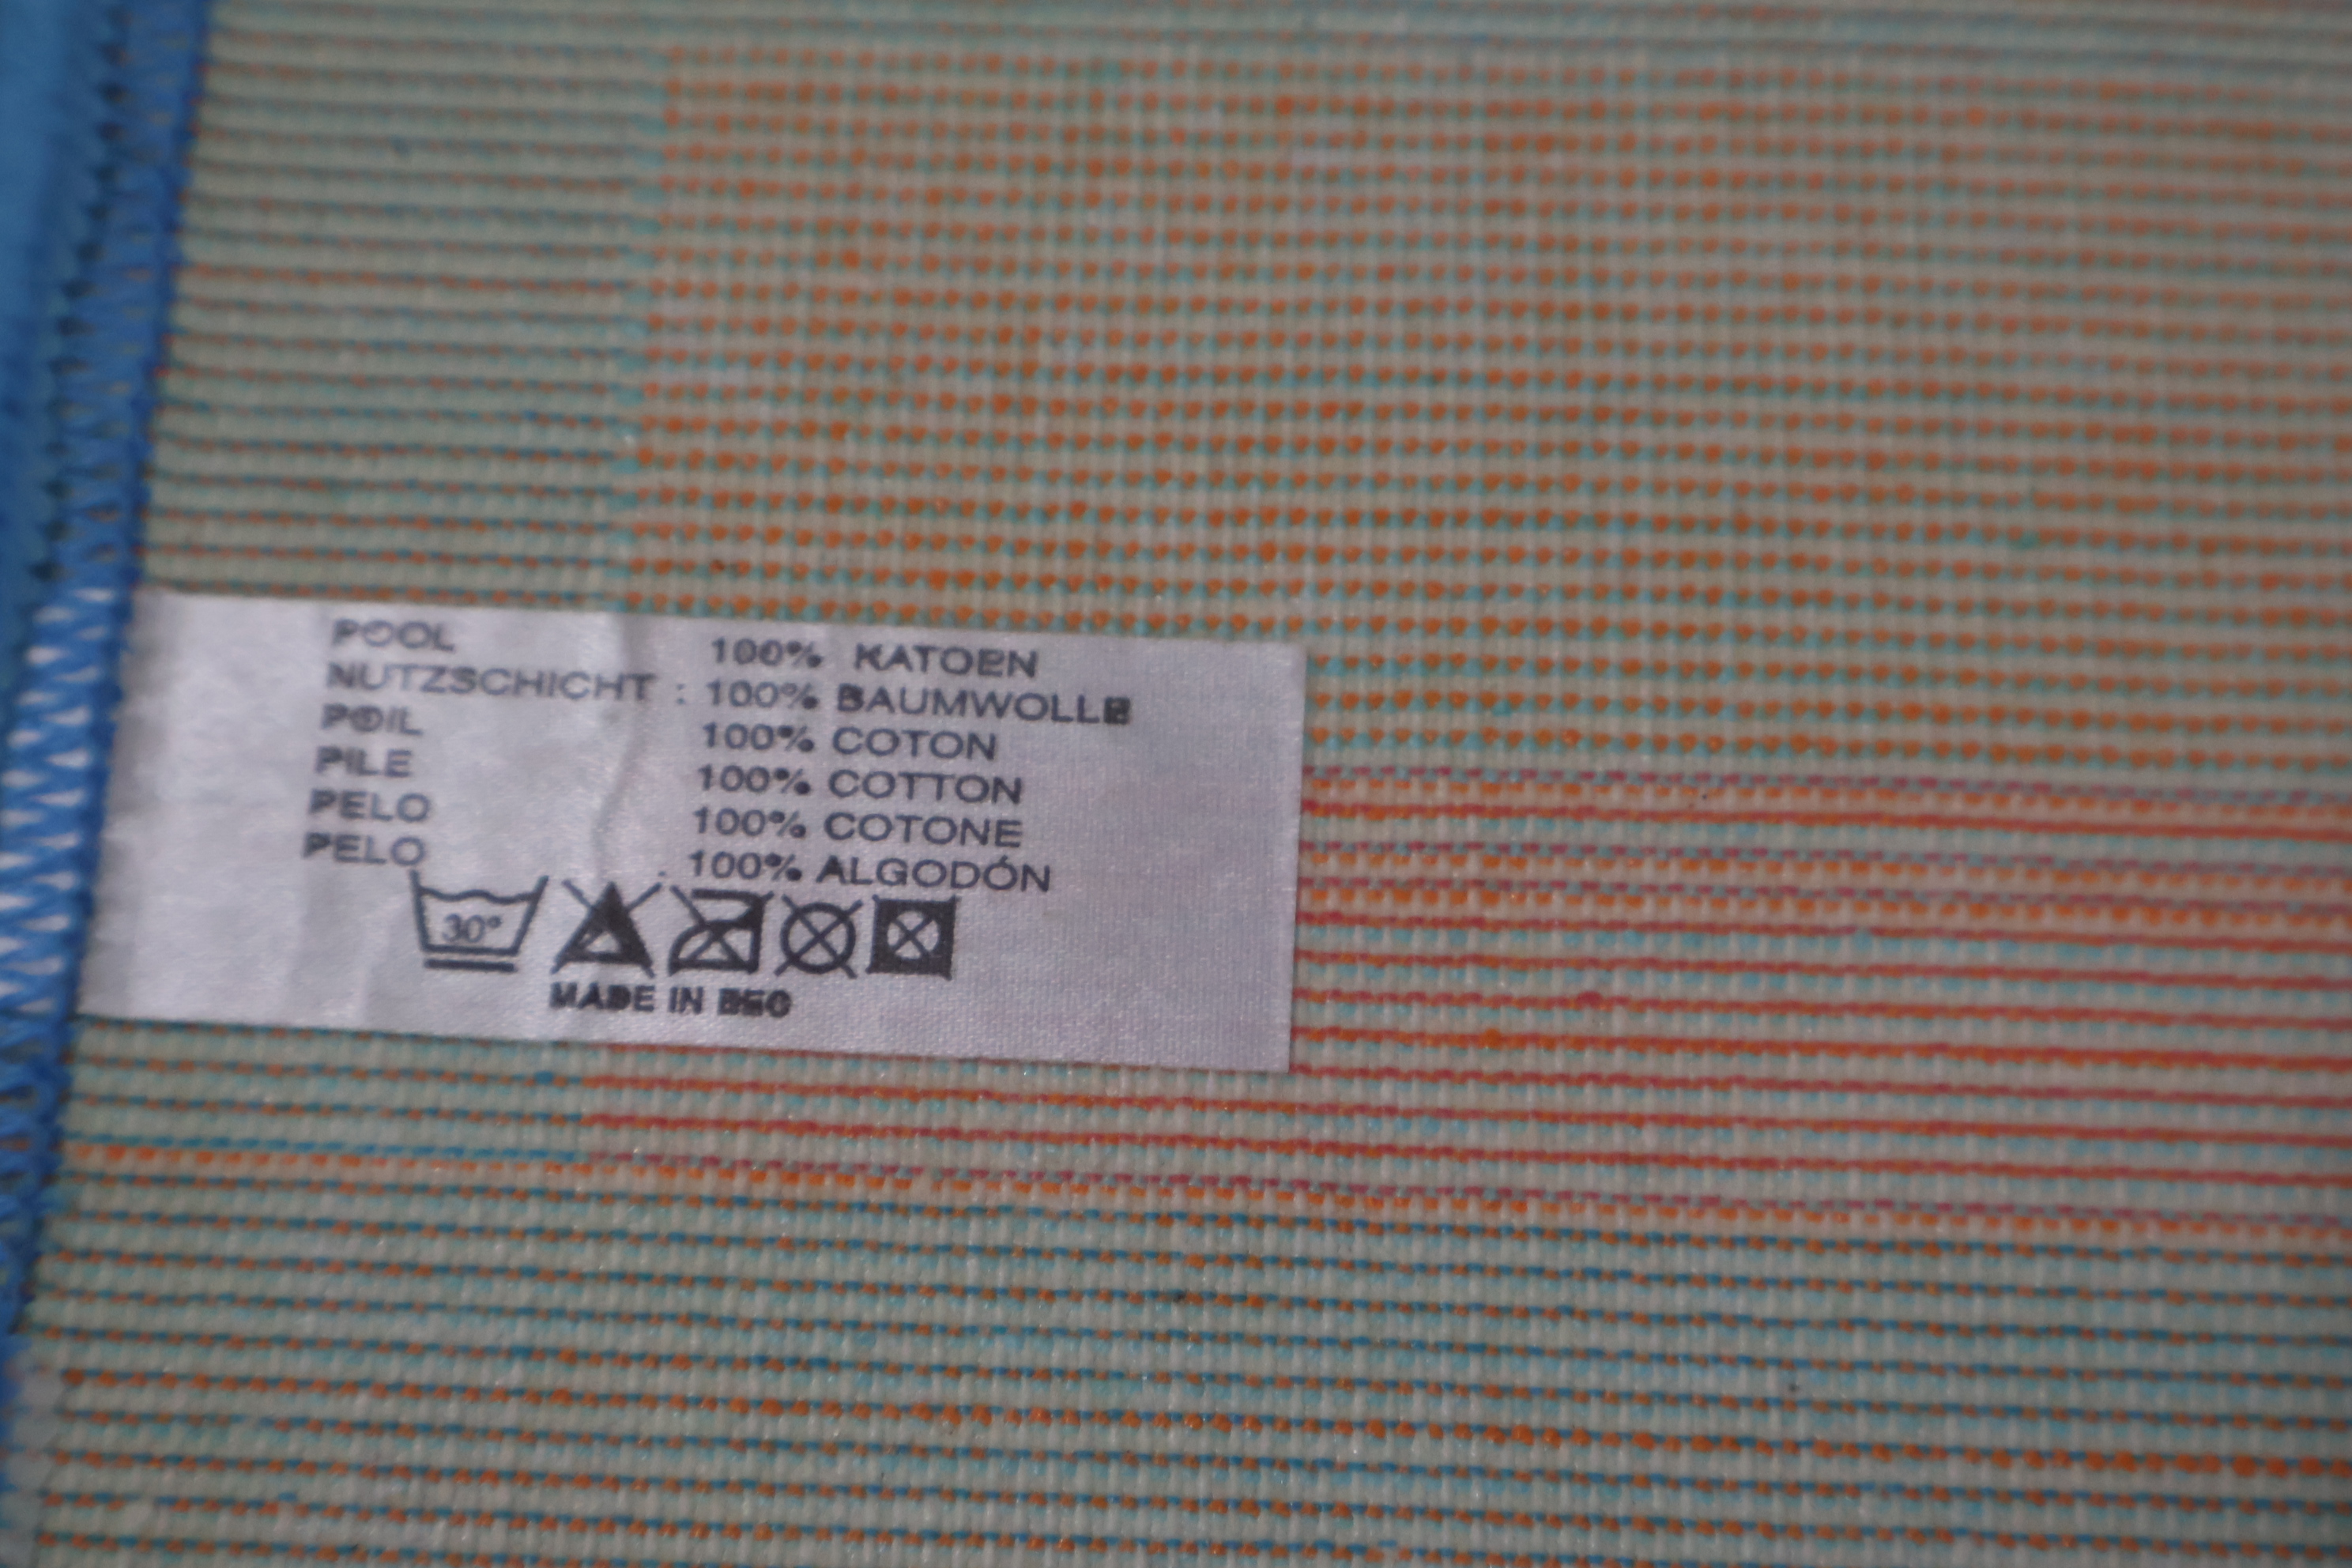 POOL 100% KATOEN
NUTZSCHICHT : 100% BAUMWOLLE
POIL 100% COTON
PILE 100% COTTON
PELO 100% COTONE
PELO 100% ALGODÓN
30°
MADE IN EEC